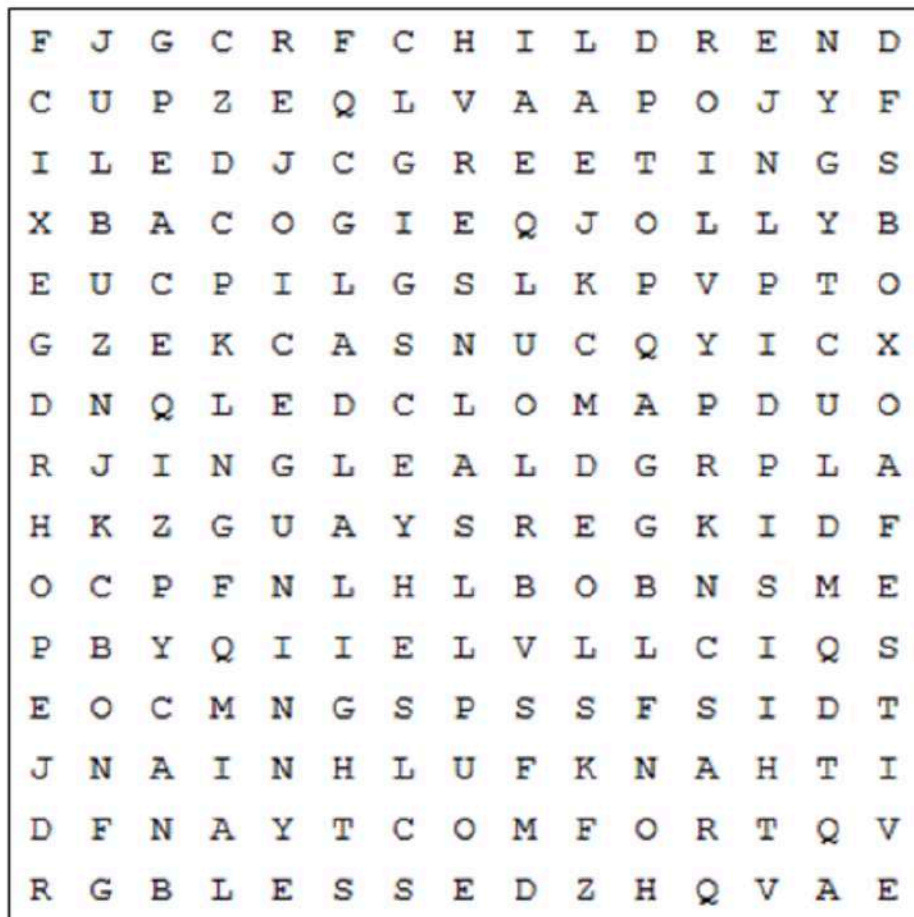 F J G C R F C H I L D R E N D
C U P Z E Q L V A A P O J Y F
I L E D J C G R E E T I N G S
X B A C O G I E Q J O L L Y B
E U C P I L G S L K P V P T O
G Z E K C A S N U C Q Y I C X
D N Q L E D C L O M A P D U O
R J I N G L E A L D G R P L A
H K Z G U A Y S R E G K I D F
O C P F N L H L B O B N S M E
P B Y Q I I E L V L L C I Q S
E O C M N G S P S S F S I D T
J N A I N H L U F K N A H T I
D F N A Y T C O M F O R T Q V
R G B L E S S E D Z H Q V A E